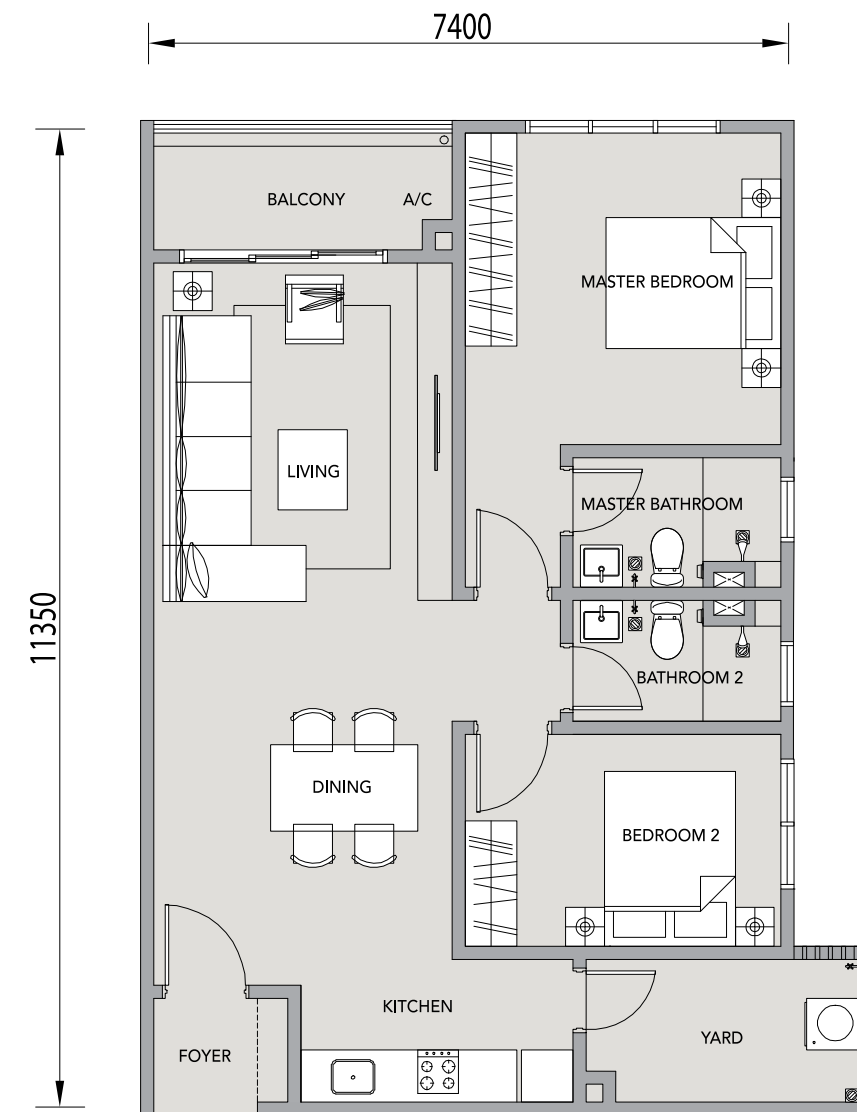 7400
BALCONY
A/C
MASTER BEDROOM
LIVING
MASTER BATHROOM
11350
BATHROOM 2
DINING
BEDROOM 2
KITCHEN
YARD
FOYER